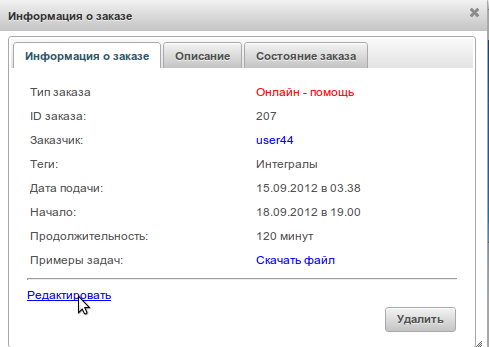 Информация о заказе
Информация о заказе Описание Состояние заказа
Тип заказа Онлайн - помощь
ID заказа: 207
Заказчик: user44
Теги: Интегралы
Дата подачи: 15.09.2012 в 03.38
Начало: 18.09.2012 в 19.00
Продолжительность: 120 минут
Примеры задач: Скачать файл
Редактировать
Удалить